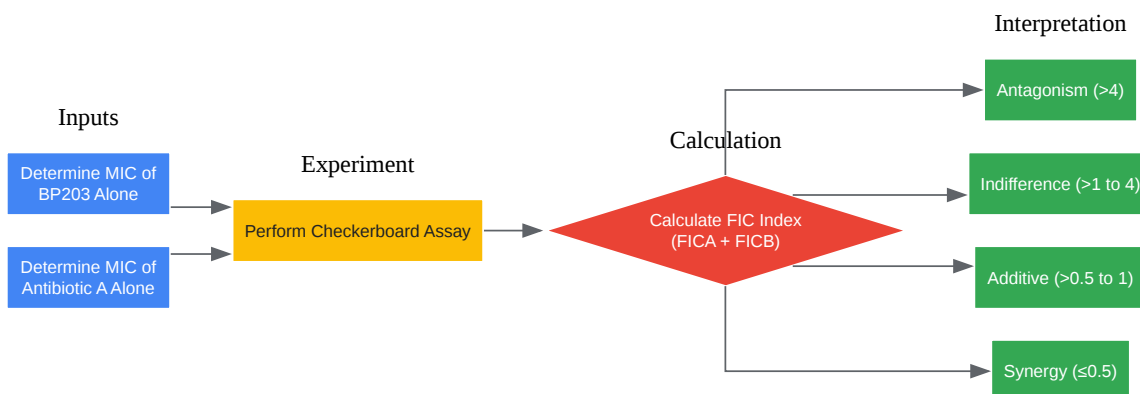 Inputs
Determine MIC of
BP203 Alone
Determine MIC of
Antibiotic A Alone
Experiment
Perform Checkerboard Assay
Calculation
Calculate FIC Index
(FICA + FICB)
Interpretation
Antagonism (>4)
Indifference (>1 to 4)
Additive (>0.5 to 1)
Synergy (≤0.5)